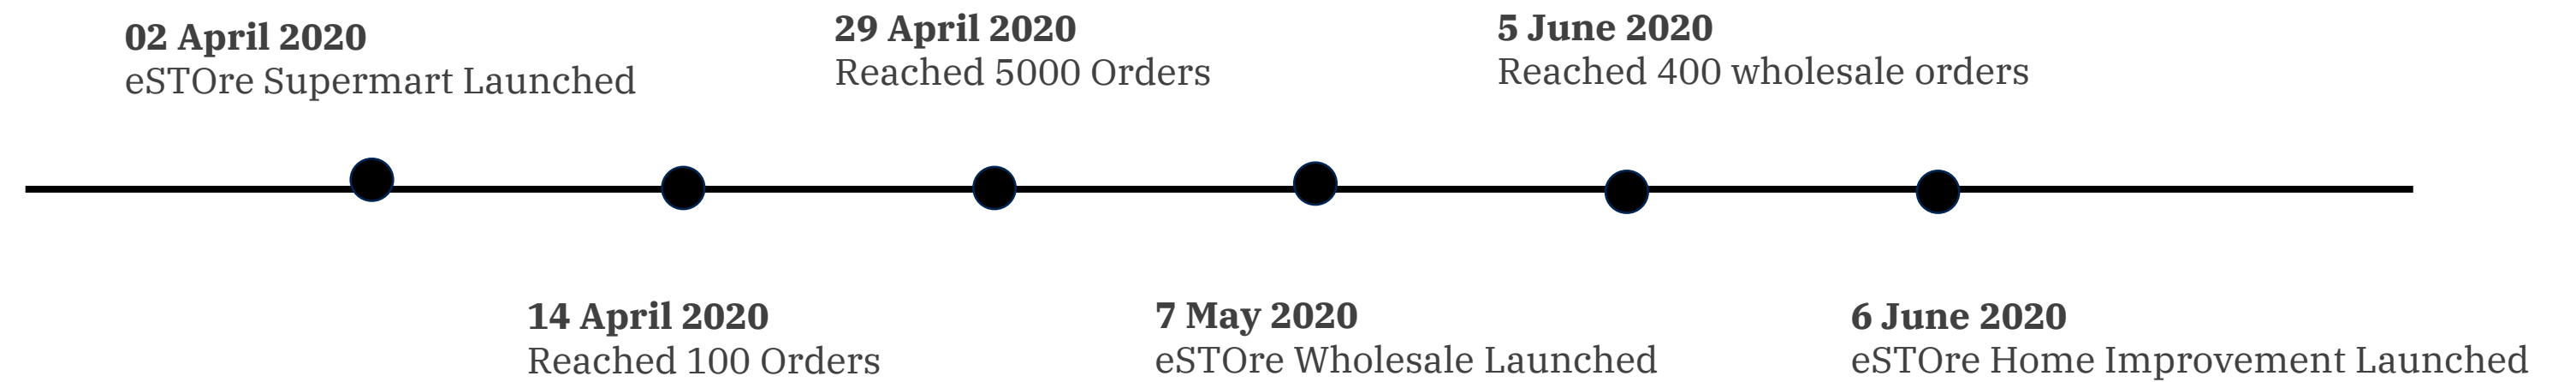 02 April 2020
eSTOre Supermart Launched
14 April 2020
Reached 100 Orders
29 April 2020
Reached 5000 Orders
7 May 2020
eSTOre Wholesale Launched
5 June 2020
Reached 400 wholesale orders
6 June 2020
eSTOre Home Improvement Launched